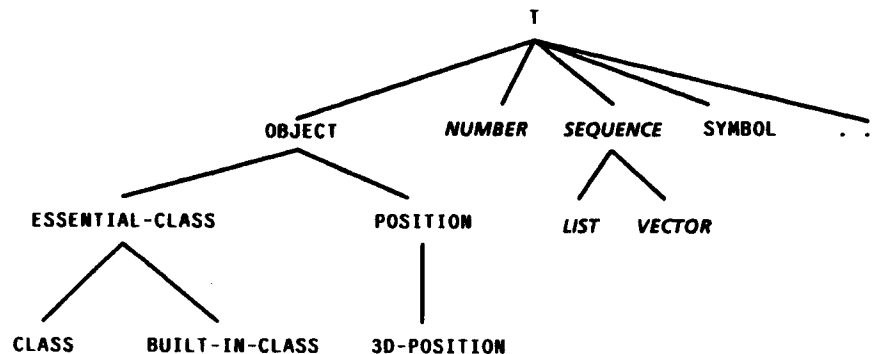 T
OBJECT NUMBER SEQUENCE SYMBOL . .
ESSENTIAL-CLASS POSITION LIST VECTOR
CLASS BUILT-IN-CLASS 3D-POSITION